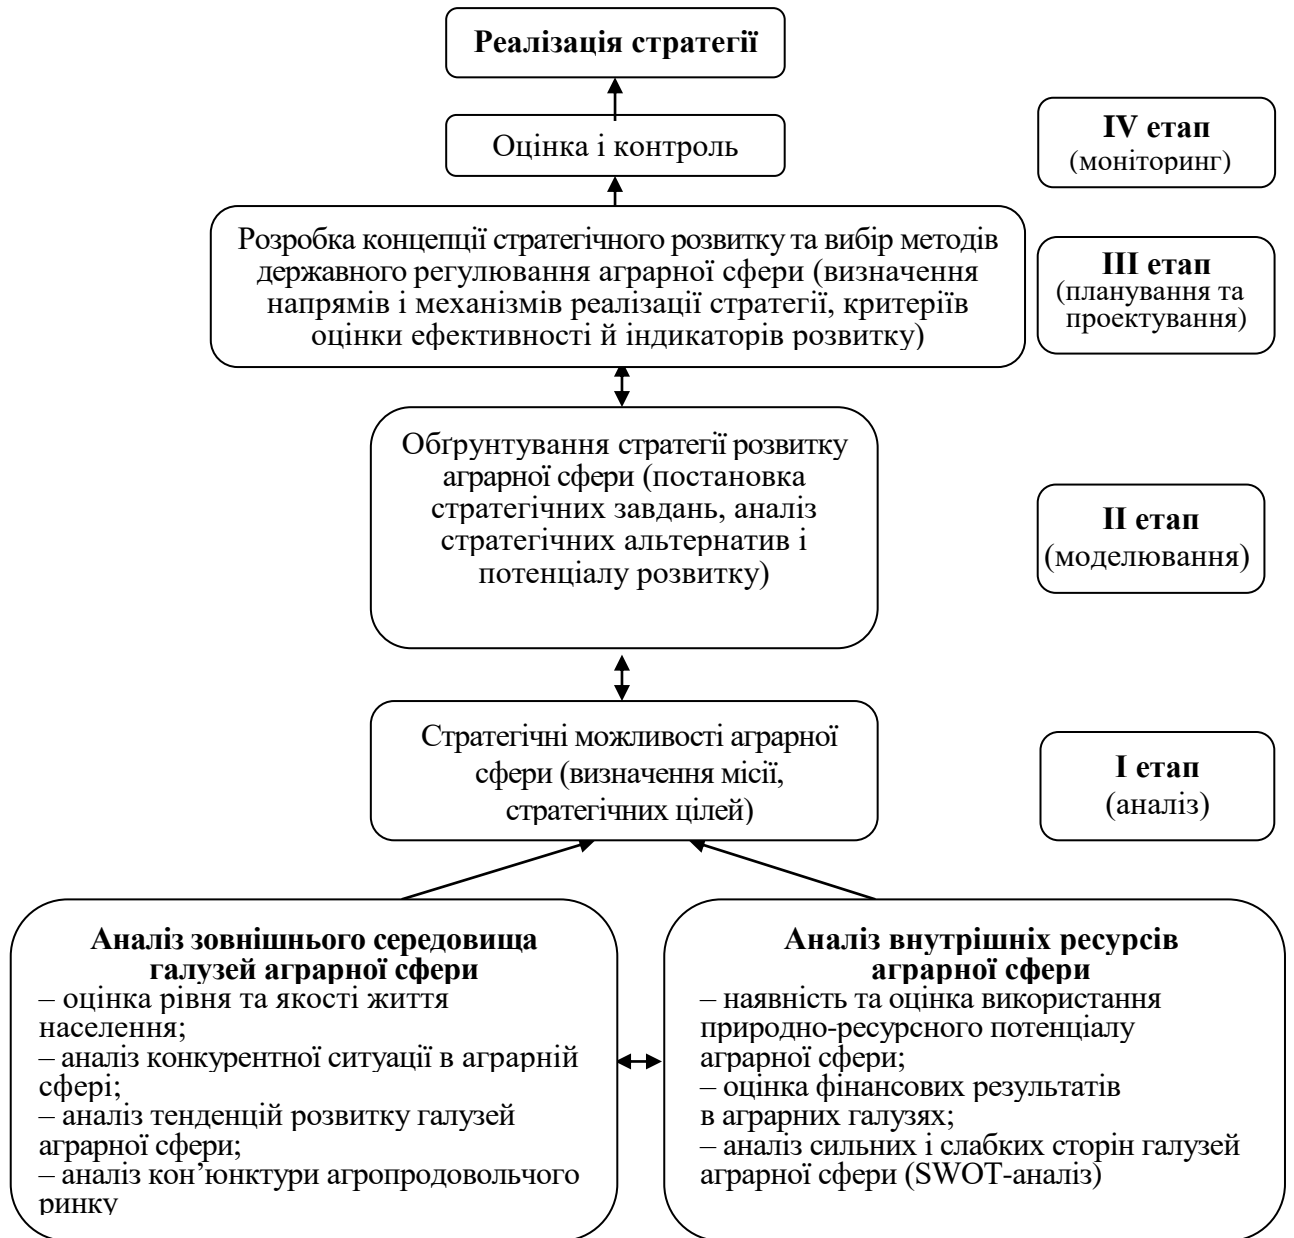 Реалізація стратегії
Оцінка і контроль
IV етап
(моніторинг)
Розробка концепції стратегічного розвитку та вибір методів
державного регулювання аграрної сфери (визначення
напрямів і механізмів реалізації стратегії, критеріїв
оцінки ефективності й індикаторів розвитку)
III етап
(планування та
проектування)
Обґрунтування стратегії розвитку
аграрної сфери (постановка
стратегічних завдань, аналіз
стратегічних альтернатив і
потенціалу розвитку)
II етап
(моделювання)
Стратегічні можливості аграрної
сфери (визначення місії,
стратегічних цілей)
I етап
(аналіз)
Аналіз зовнішнього середовища
галузей аграрної сфери
– оцінка рівня та якості життя
населення;
– аналіз конкурентної ситуації в аграрній
сфері;
– аналіз тенденцій розвитку галузей
аграрної сфери;
– аналіз кон’юнктури агропродовольчого
ринку
Аналіз внутрішніх ресурсів
аграрної сфери
– наявність та оцінка використання
природно-ресурсного потенціалу
аграрної сфери;
– оцінка фінансових результатів
в аграрних галузях;
– аналіз сильних і слабких сторін галузей
аграрної сфери (SWOT-аналіз)